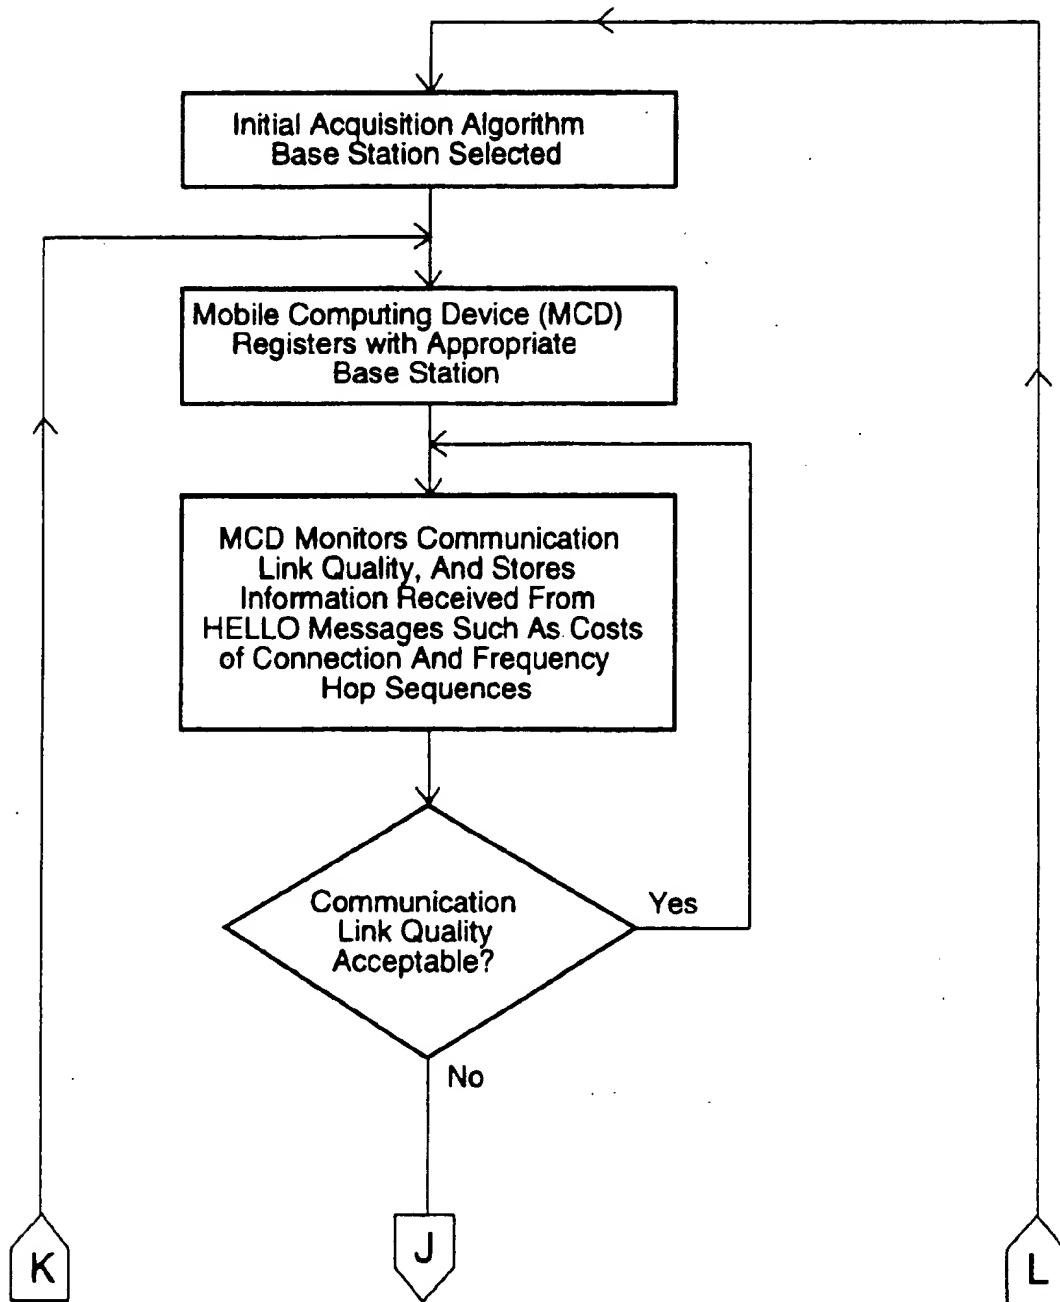 Initial Acquisition Algorithm
Base Station Selected
Mobile Computing Device (MCD)
Registers with Appropriate
Base Station
MCD Monitors Communication
Link Quality, And Stores
Information Received From
HELLO Messages Such As Costs
of Connection And Frequency
Hop Sequences
Communication
Link Quality
Acceptable?
Yes
No
K
J
L